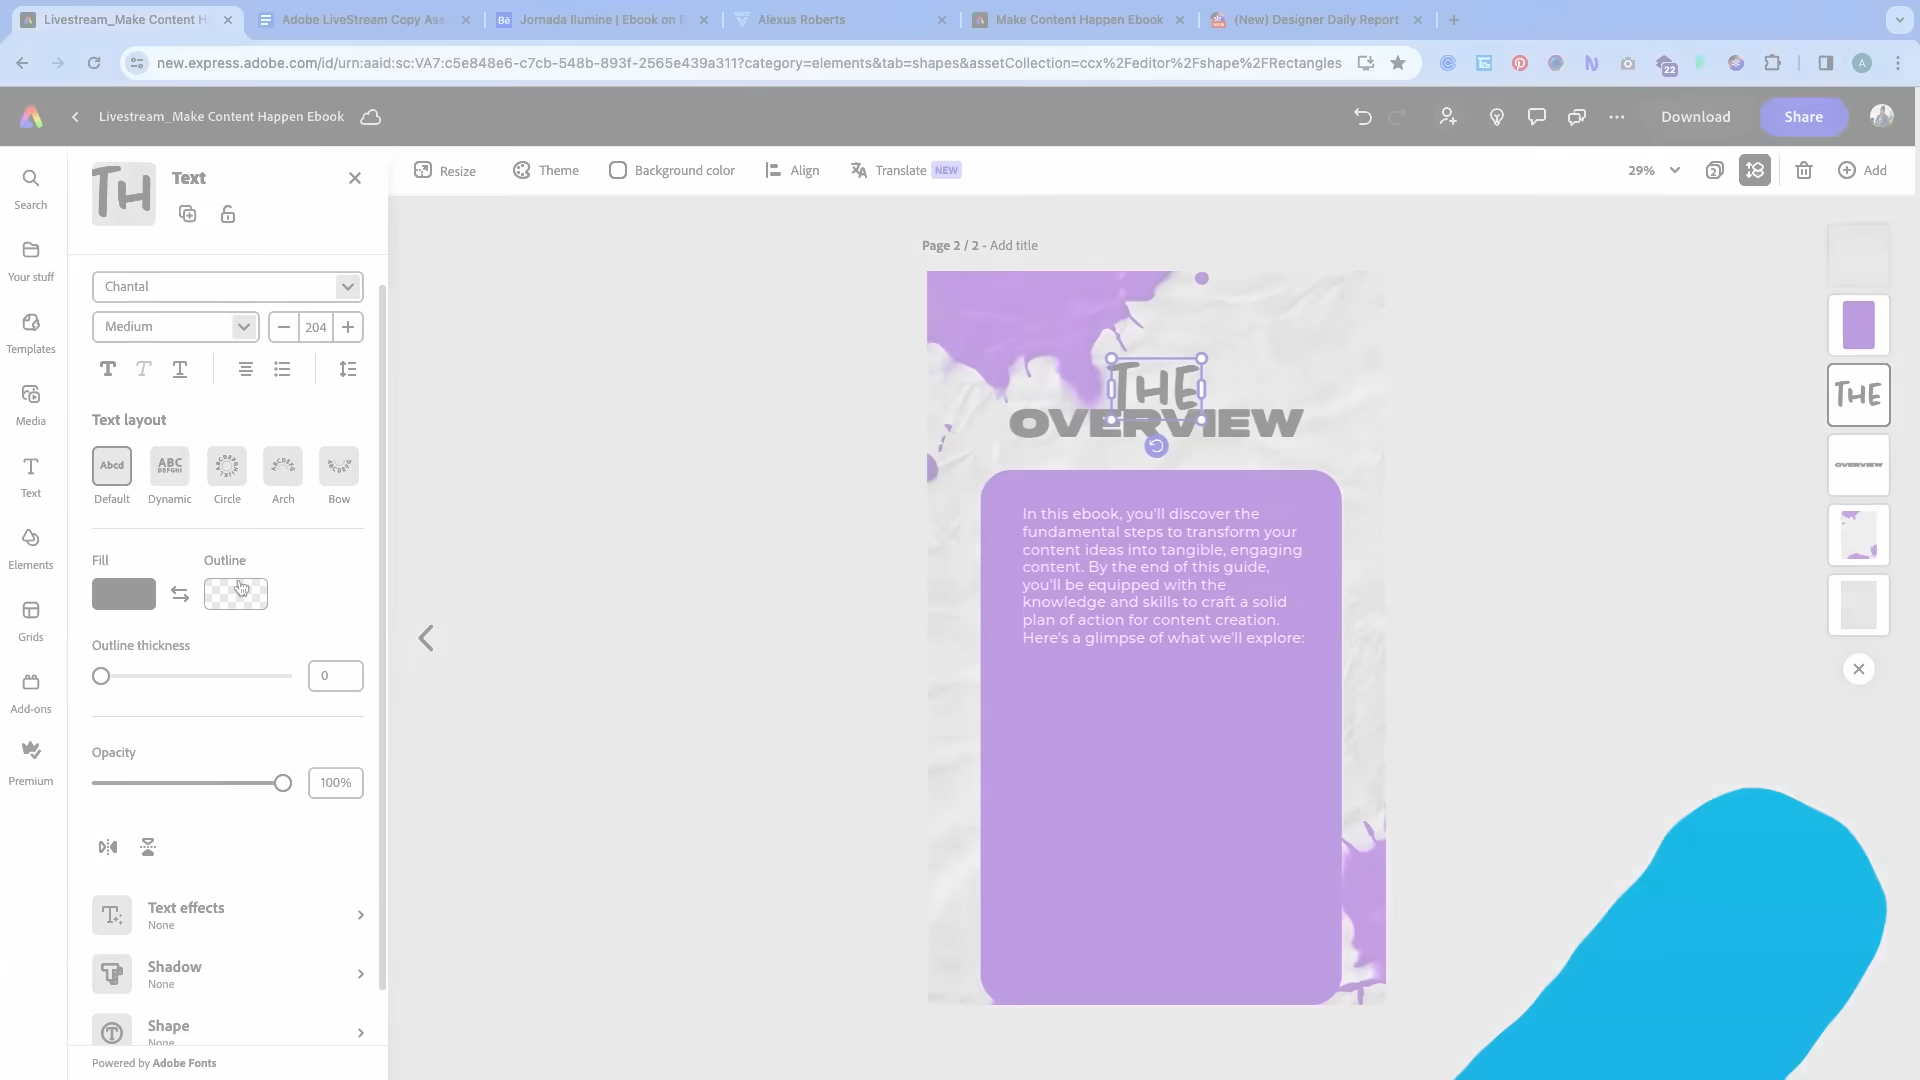 Livestream_Make Content H
Adobe LiveStream Copy Ass
Jornada Ilumine | Ebook on
Alexus Roberts
Make Content Happen Ebook
(New) Designer Daily Report
new.express.adobe.com/id/urn:aaid:sc:VA7:c5e848e6-c7cb-548b-893f-2565e439a311?category=elements&tab=shapes&assetCollection=ccx%2Feditor%2Fshape%2FRectangles
22
A
Livestream_Make Content Happen Ebook
Download
Share
TH
Text
Resize
Theme
Background color
Align
Translate
NEW
29%
2
Add
Search
Your stuff
Templates
Media
Text
Elements
Grids
Add-ons
Premium
Chantal
Medium
204
Text layout
Abcd
ABC
DEFGHI
Default
Dynamic
Circle
Arch
Bow
Fill
Outline
Outline thickness
0
Opacity
100%
Text effects
None
Shadow
None
Shape
None
Powered by Adobe Fonts
Page 2 / 2 - Add title
THE
OVERVIEW
In this ebook, you'll discover the
fundamental steps to transform your
content ideas into tangible, engaging
content. By the end of this guide,
you'll be equipped with the
knowledge and skills to craft a solid
plan of action for content creation.
Here's a glimpse of what we'll explore:
THE
OVERVIEW